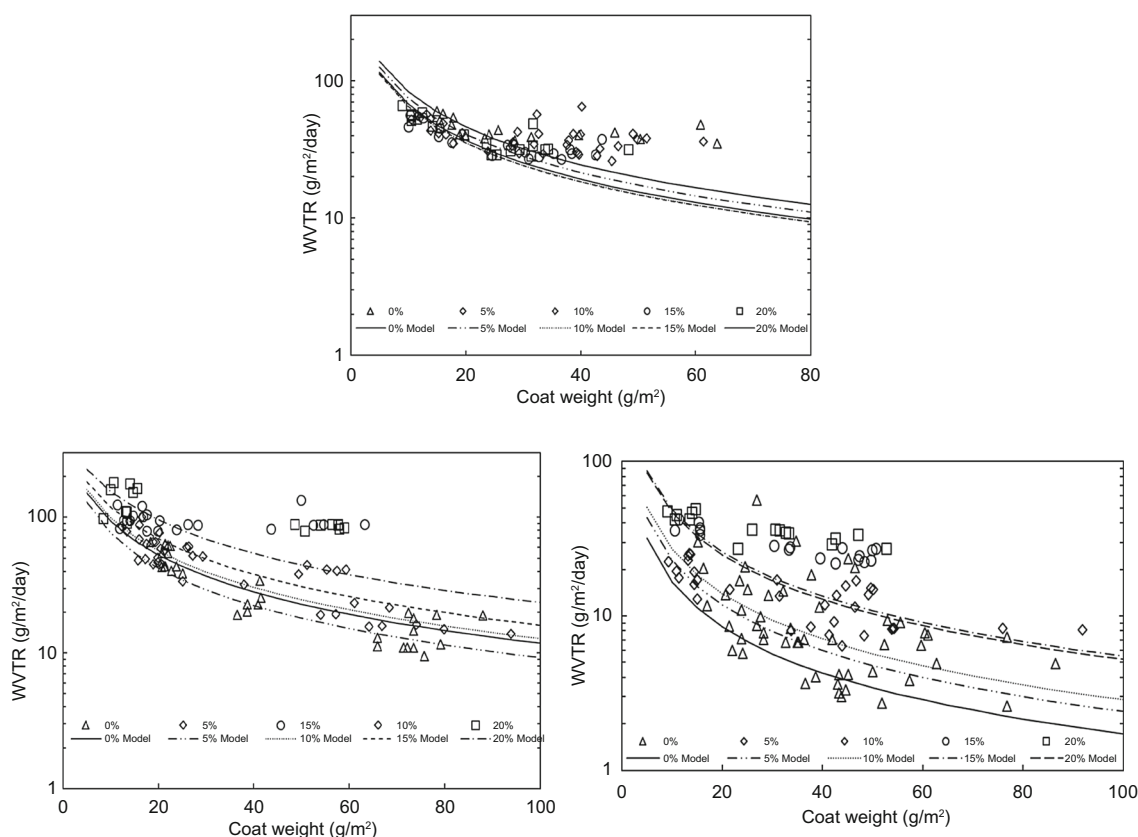 WVTR (g/m²/day)
100
10
1
0% 5% 10% 15% 20%
0% Model 5% Model 10% Model 15% Model 20% Model
0 20 40 60 80
Coat weight (g/m²)
WVTR (g/m²/day)
100
10
1
0% 5% 15% 10% 20%
0% Model 5% Model 10% Model 15% Model 20% Model
0 20 40 60 80 100
Coat weight (g/m²)
WVTR (g/m²/day)
100
10
1
0% 5% 10% 15% 20%
0% Model 5% Model 10% Model 15% Model 20% Model
0 20 40 60 80 100
Coat weight (g/m²)